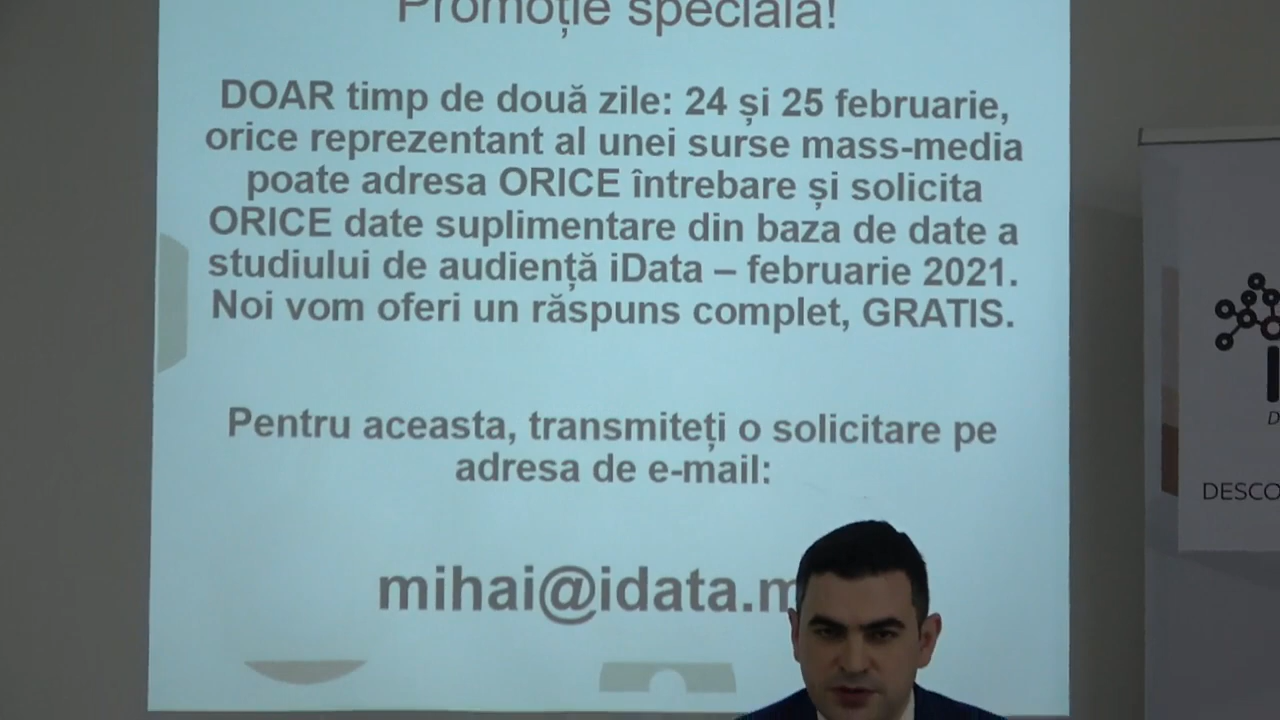 Promoție specială!
DOAR timp de două zile: 24 și 25 februarie,
orice reprezentant al unei surse mass-media
poate adresa ORICE întrebare și solicita
ORICE date suplimentare din baza de date a
studiului de audiență iData – februarie 2021.
Noi vom oferi un răspuns complet, GRATIS.
Pentru aceasta, transmiteți o solicitare pe
adresa de e-mail:
mihai@idata.m
DESCO